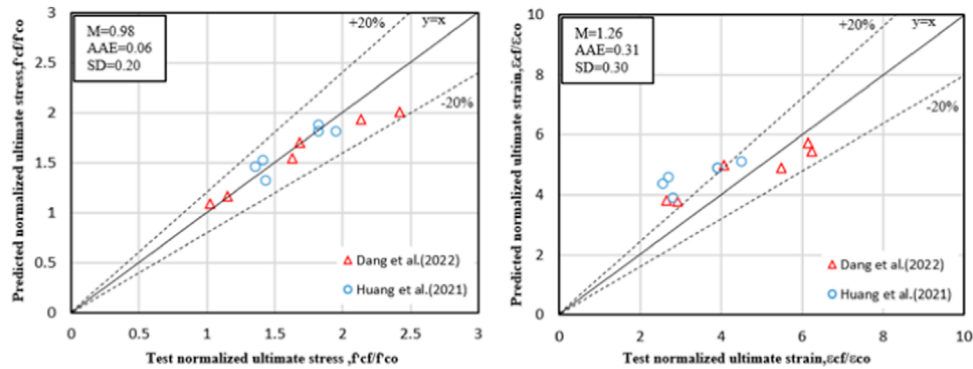 3
2.5
2
1.5
1
0.5
0
0
0.5
1
1.5
2
2.5
3
M=0.98
AAE=0.06
SD=0.20
+20%
y=x
-20%
Dang et al.(2022)
Huang et al.(2021)
Predicted normalized ultimate stress,f'cf/f'co
Test normalized ultimate stress ,f'cf/f'co
10
8
6
4
2
0
0
2
4
6
8
10
M=1.26
AAE=0.31
SD=0.30
+20%
y=x
-20%
Dang et al.(2022)
Huang et al.(2021)
Predicted normalized ultimate strain,εcf/εco
Test normalized ultimate strain,εcf/εco